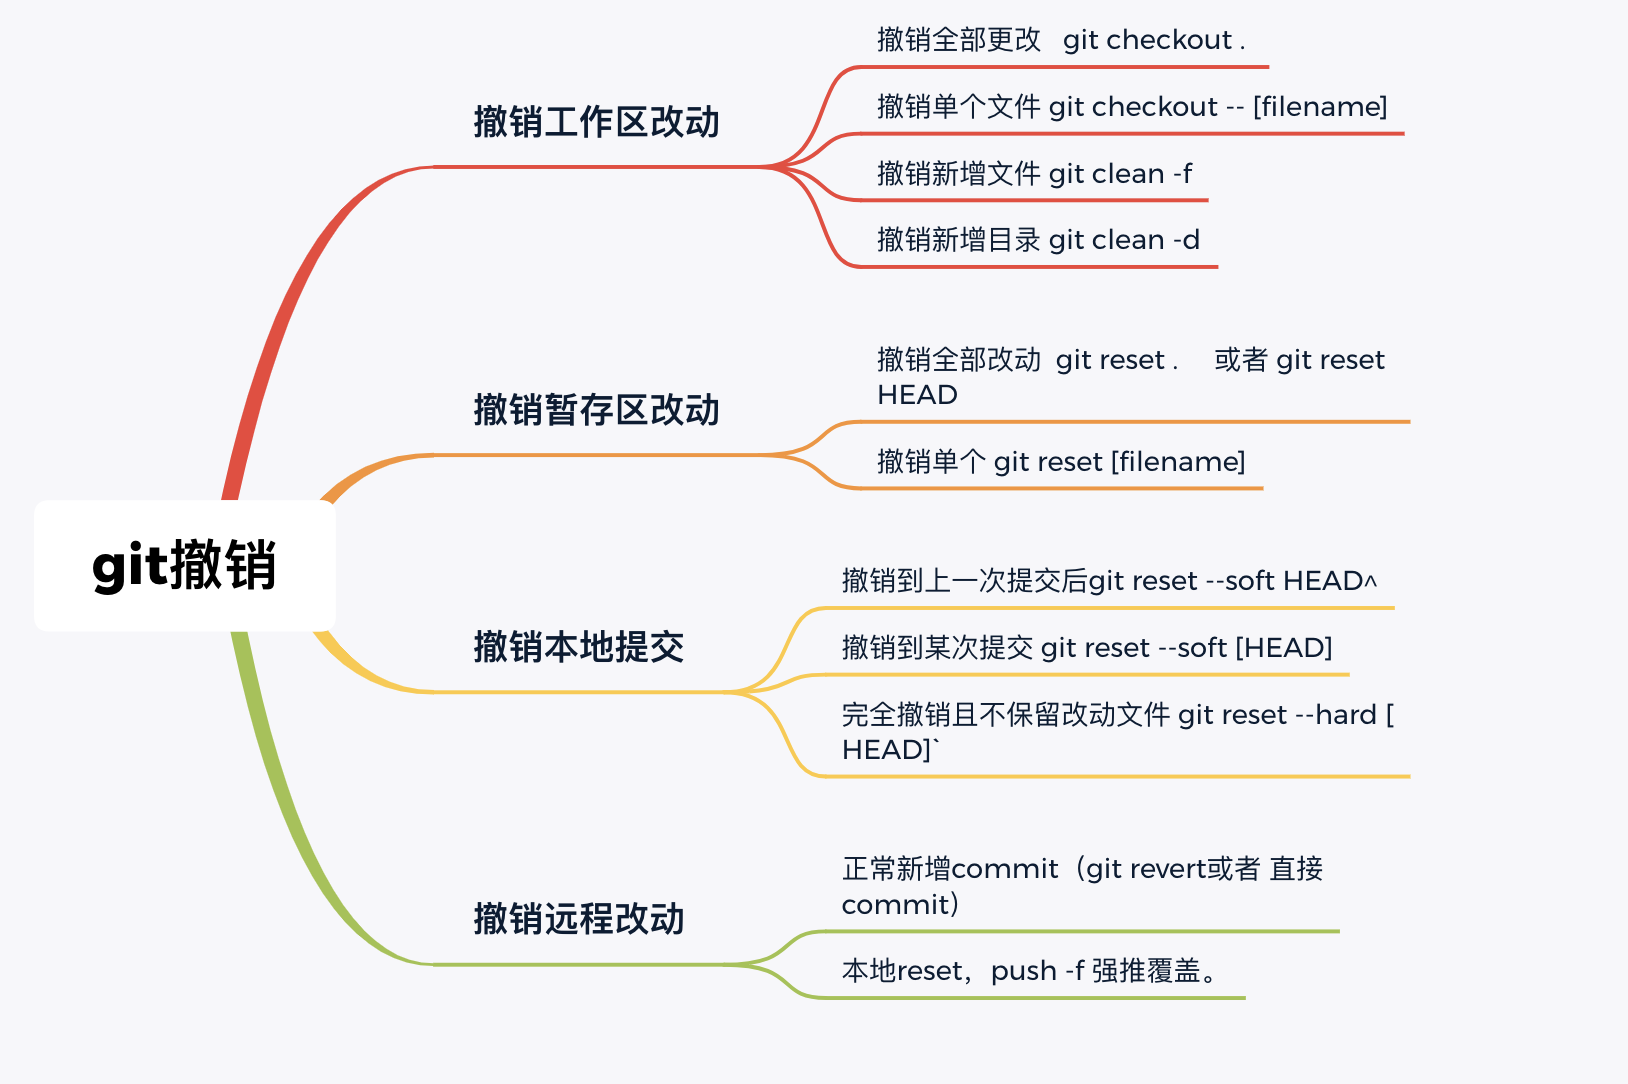 git撤销
撤销工作区改动
撤销全部更改 git checkout .
撤销单个文件 git checkout -- [filename]
撤销新增文件 git clean -f
撤销新增目录 git clean -d
撤销暂存区改动
撤销全部改动 git reset . 或者 git reset
HEAD
撤销单个 git reset [filename]
撤销本地提交
撤销到上一次提交后git reset --soft HEAD^
撤销到某次提交 git reset --soft [HEAD]
完全撤销且不保留改动文件 git reset --hard [
HEAD]`
撤销远程改动
正常新增commit（git revert或者 直接
commit）
本地reset，push -f 强推覆盖。